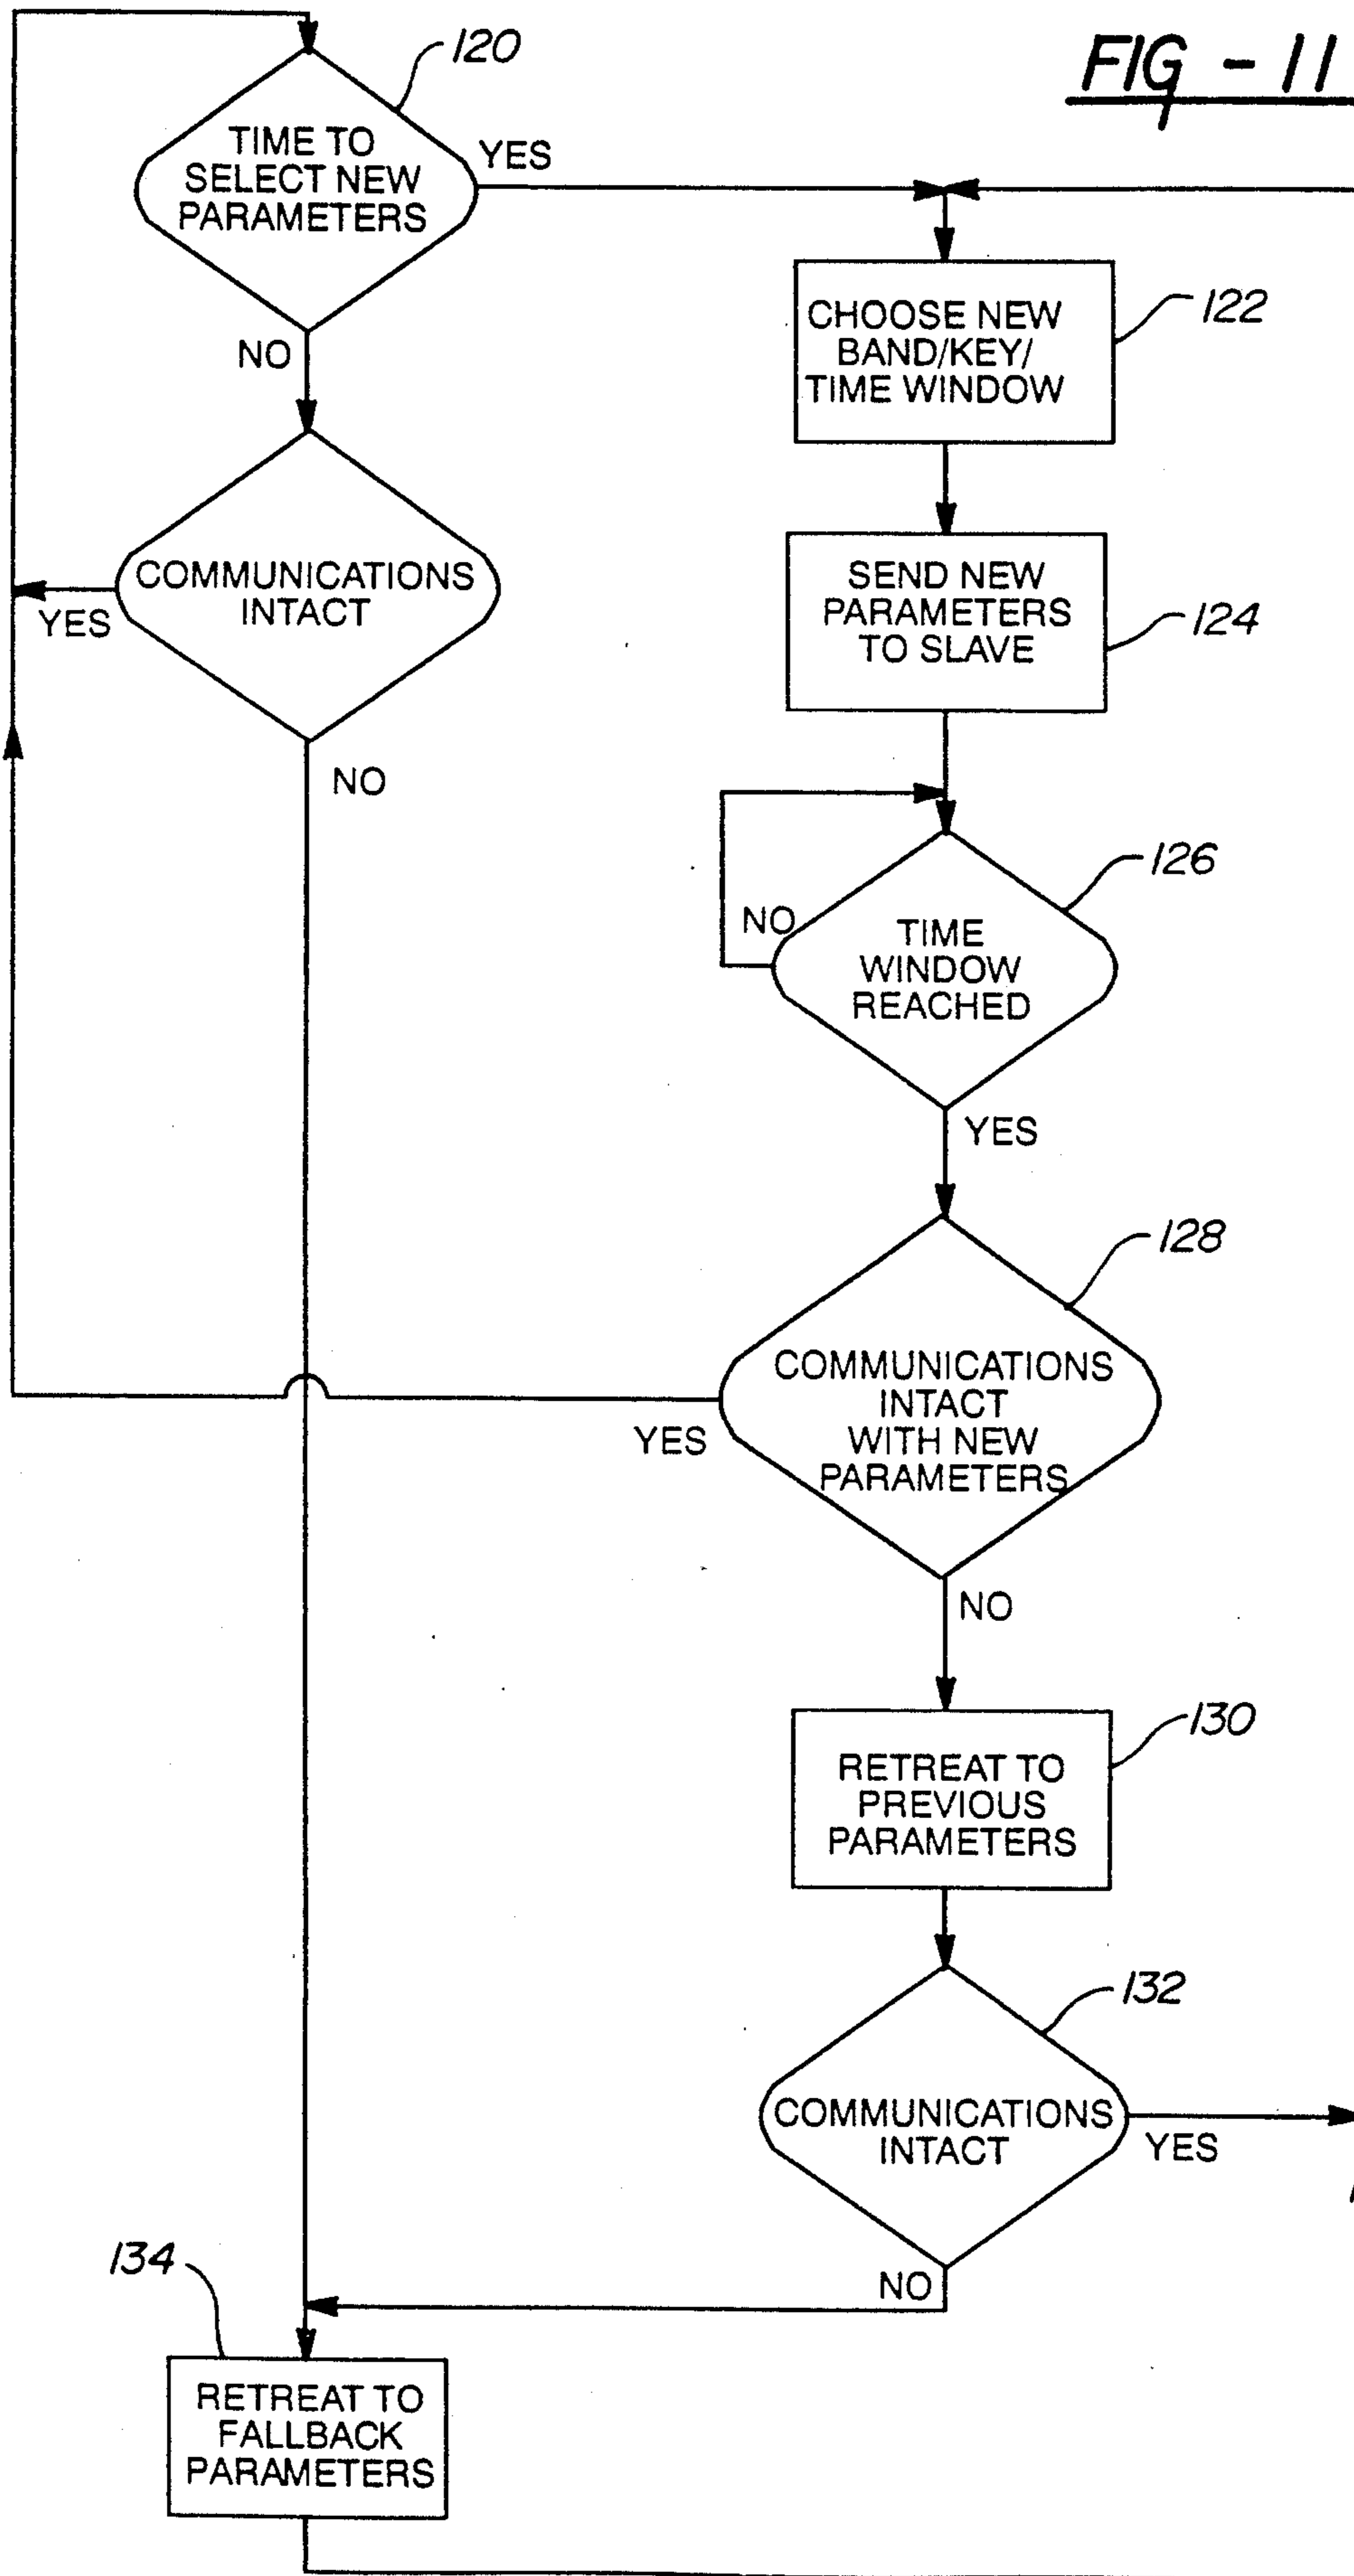 FIG - 11
120
TIME TO
SELECT NEW
PARAMETERS
YES
NO
122
CHOOSE NEW
BAND/KEY/
TIME WINDOW
COMMUNICATIONS
INTACT
YES
NO
124
SEND NEW
PARAMETERS
TO SLAVE
126
NO
TIME
WINDOW
REACHED
YES
128
COMMUNICATIONS
INTACT
WITH NEW
PARAMETERS
YES
NO
130
RETREAT TO
PREVIOUS
PARAMETERS
132
COMMUNICATIONS
INTACT
YES
NO
134
RETREAT TO
FALLBACK
PARAMETERS